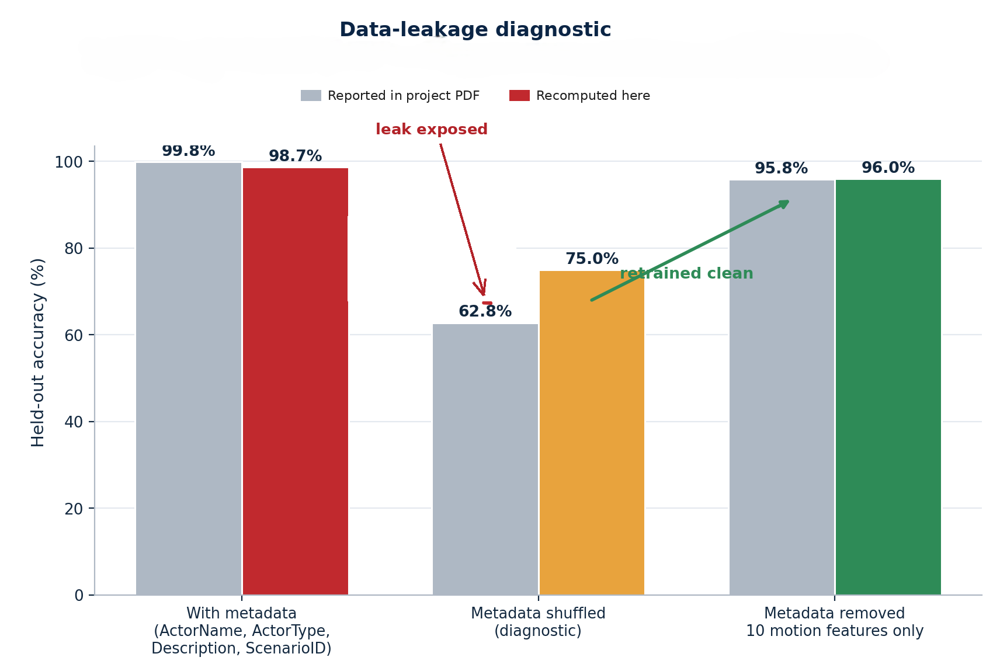 Data-leakage diagnostic
Reported in project PDF
Recomputed here
leak exposed
99.8%
98.7%
62.8%
75.0%
retrained clean
95.8%
96.0%
Held-out accuracy (%)
100
80
60
40
20
0
With metadata
(ActorName, ActorType,
Description, ScenarioID)
Metadata shuffled
(diagnostic)
Metadata removed
10 motion features only